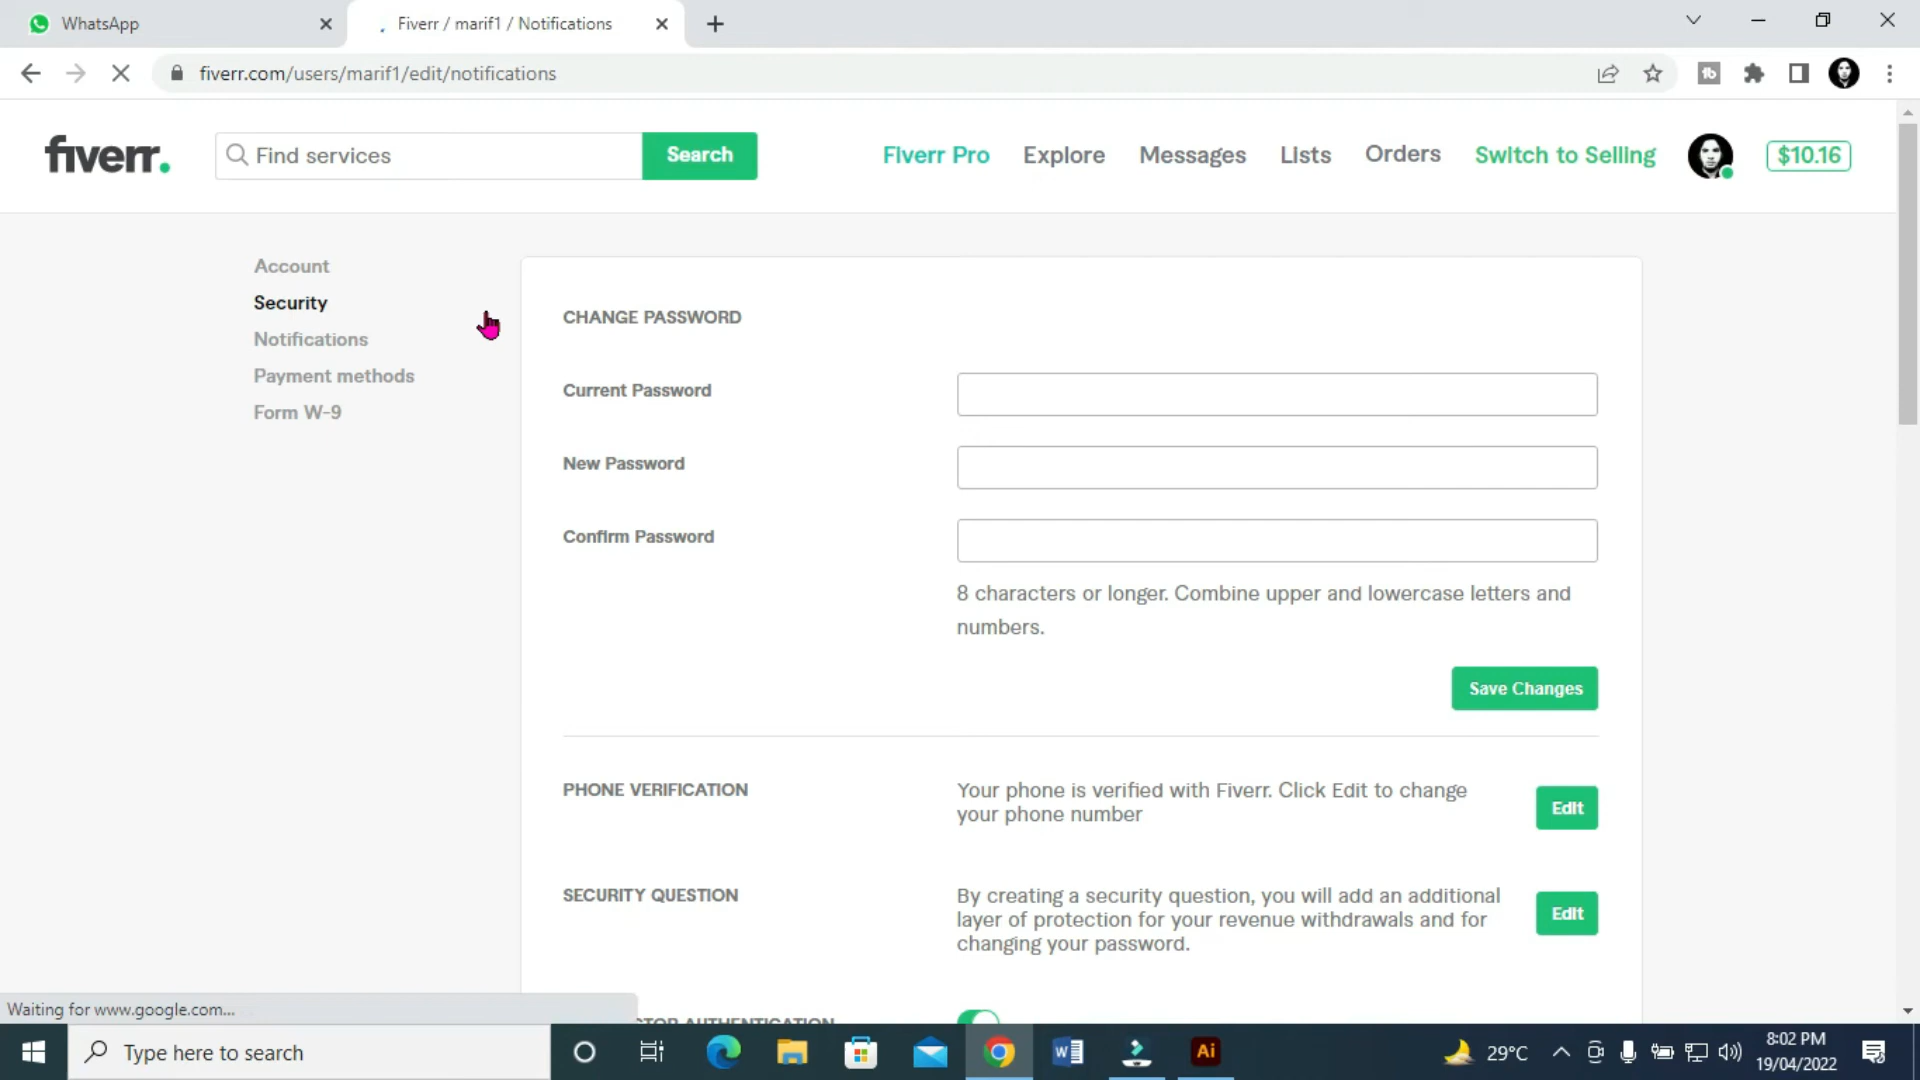 WhatsApp
Fiverr / marif1 / Notifications
fiverr.com/users/marif1/edit/notifications
fiverr.
Find services
Search
Fiverr Pro
Explore
Messages
Lists
Orders
Switch to Selling
$10.16
Account
Security
Notifications
Payment methods
Form W-9
CHANGE PASSWORD
Current Password
New Password
Confirm Password
8 characters or longer. Combine upper and lowercase letters and
numbers.
Save Changes
PHONE VERIFICATION
Your phone is verified with Fiverr. Click Edit to change
your phone number
Edit
SECURITY QUESTION
By creating a security question, you will add an additional
layer of protection for your revenue withdrawals and for
changing your password.
Edit
AUTHENTICATION
Waiting for www.google.com...
Type here to search
Ai
29°C
8:02 PM
19/04/2022